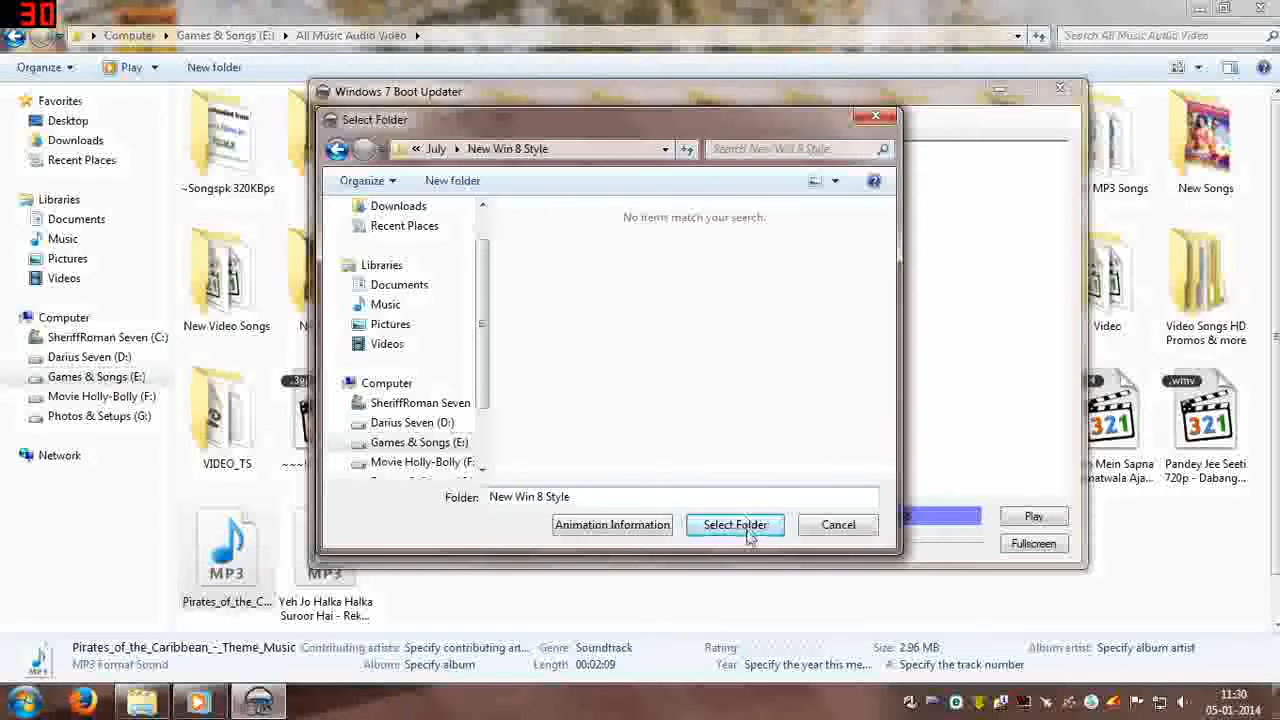 30
Computer
Games & Songs (E:)
All Music Audio Video
Search All Music Audio Video
Organize
Play
New folder
Favorites
Desktop
Downloads
Recent Places
Libraries
Documents
Music
Pictures
Videos
Computer
SheriffRoman Seven (C:)
Darius Seven (D:)
Games & Songs (E:)
Movie Holly-Bolly (F:)
Photos & Setups (G:)
Network
~Songspk 320KBps
MP3 Songs
New Songs
New Video Songs
Video
Video Songs HD
Promos & more
VIDEO_TS
.wmv
321
321
Mein Sapna
Pandey Jee Seeti
atwala Aja...
720p - Dabang...
MP3
MP3
Pirates_of_the_C...
Yeh Jo Halka Halka
Suroor Hai - Rek...
Windows 7 Boot Updater
Play
Fullscreen
Select Folder
« July
New Win 8 Style
Search New Win 8 Style
Organize
New folder
Downloads
Recent Places
Libraries
Documents
Music
Pictures
Videos
Computer
SheriffRoman Seven
Darius Seven (D:)
Games & Songs (E:)
Movie Holly-Bolly (F:
No items match your search.
Folder:
New Win 8 Style
Animation Information
Select Folder
Cancel
Pirates_of_the_Caribbean_-_Theme_Music
Contributing artists: Specify contributing art...
Genre: Soundtrack
Rating:
Size: 2.96 MB
Album artist: Specify album artist
MP3 Format Sound
Album: Specify album
Length: 00:02:09
Year: Specify the year this me...
#: Specify the track number
11:30
05-01-2014